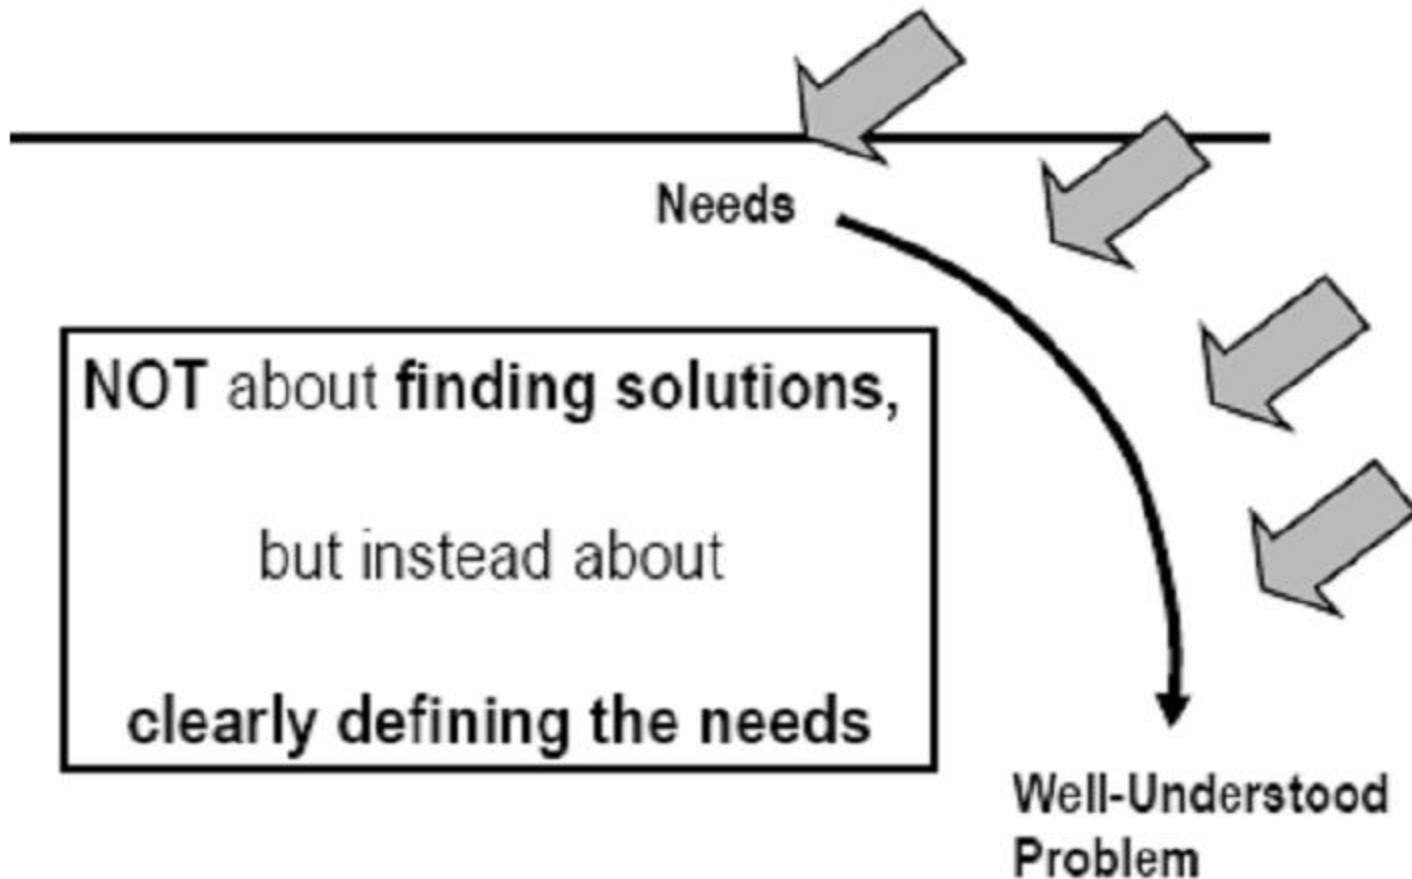 Needs
NOT about finding solutions,
but instead about
clearly defining the needs
Well-Understood
Problem